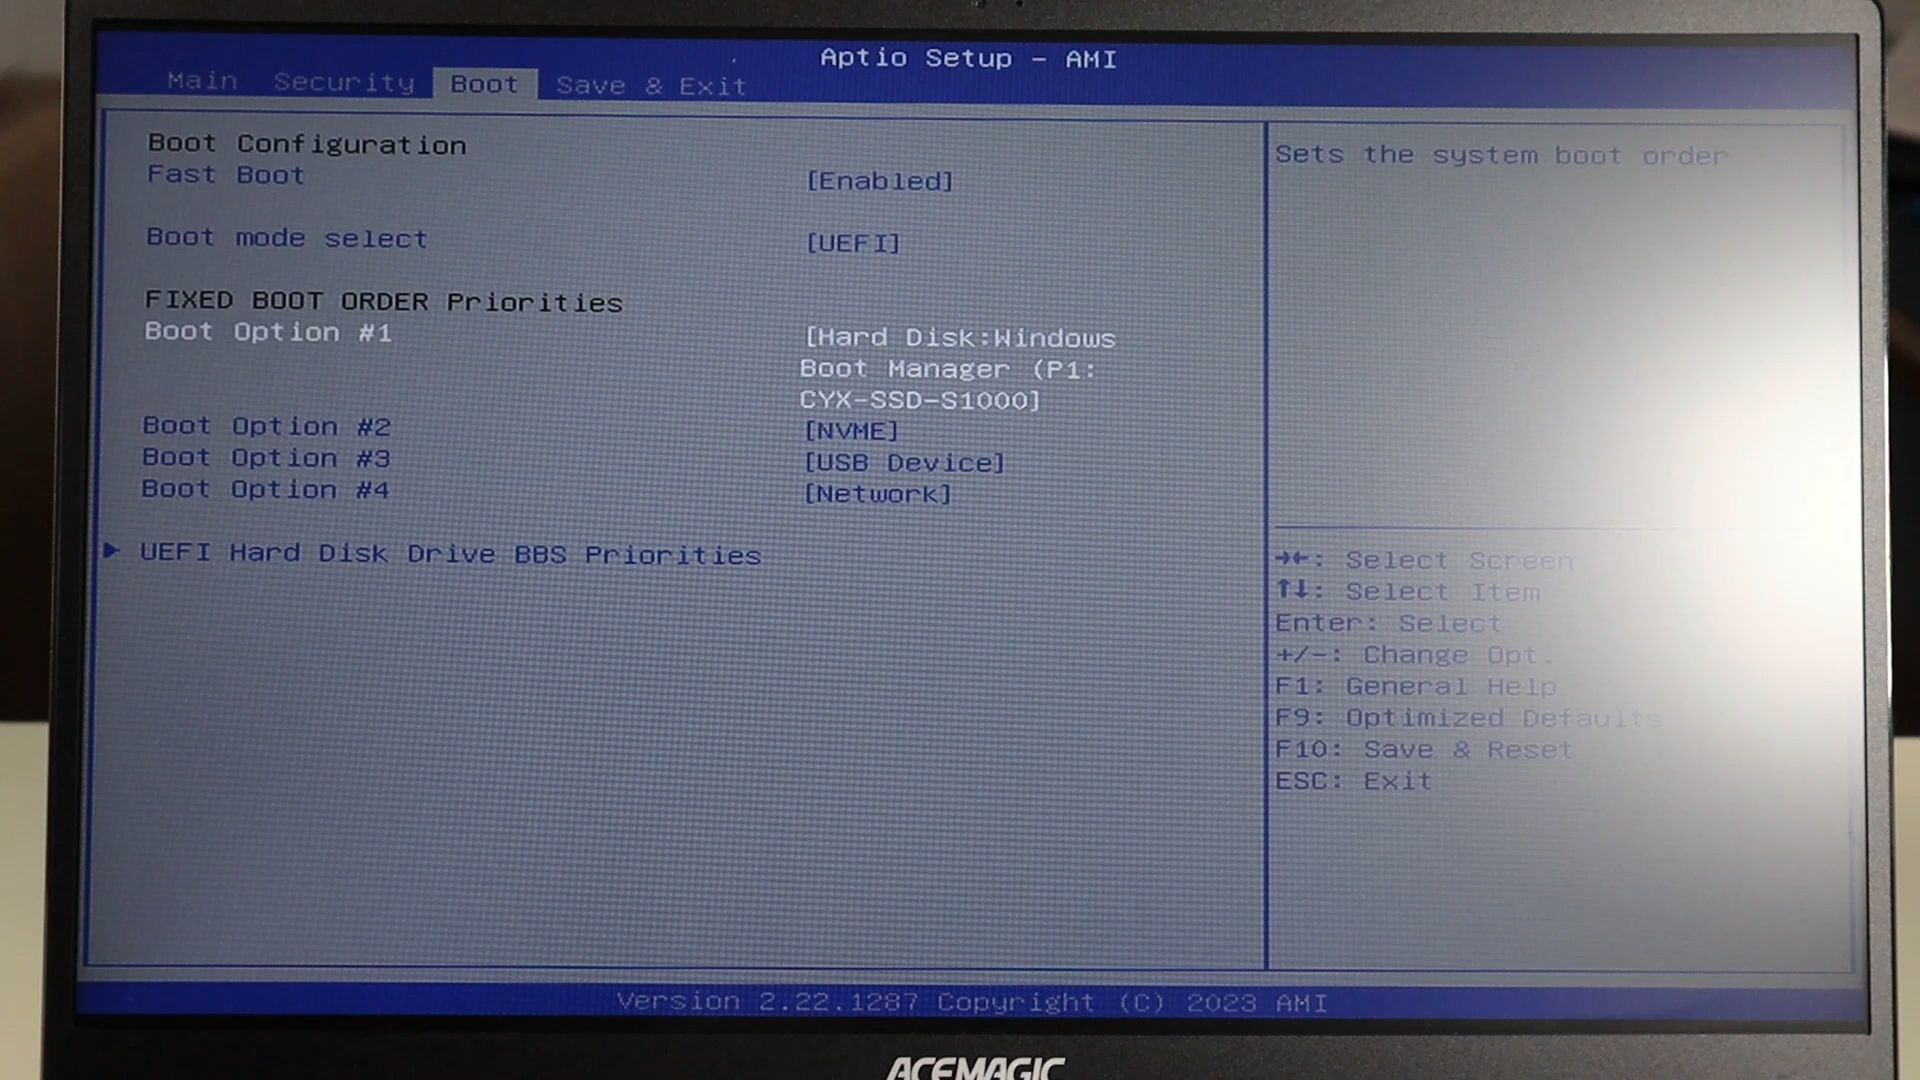 Aptio Setup - AMI
Main Security Boot Save & Exit
Boot Configuration
Fast Boot [Enabled]
Boot mode select [UEFI]
FIXED BOOT ORDER Priorities
Boot Option #1 [Hard Disk:Windows
Boot Manager (P1:
CYX-SSD-S1000]
Boot Option #2 [NVME]
Boot Option #3 [USB Device]
Boot Option #4 [Network]
UEFI Hard Disk Drive BBS Priorities
Sets the system boot order
→←: Select Screen
↑↓: Select Item
Enter: Select
+/-: Change Opt.
F1: General Help
F9: Optimized Defaults
F10: Save & Reset
ESC: Exit
Version 2.22.1287 Copyright (C) 2023 AMI
ACEMAGIC